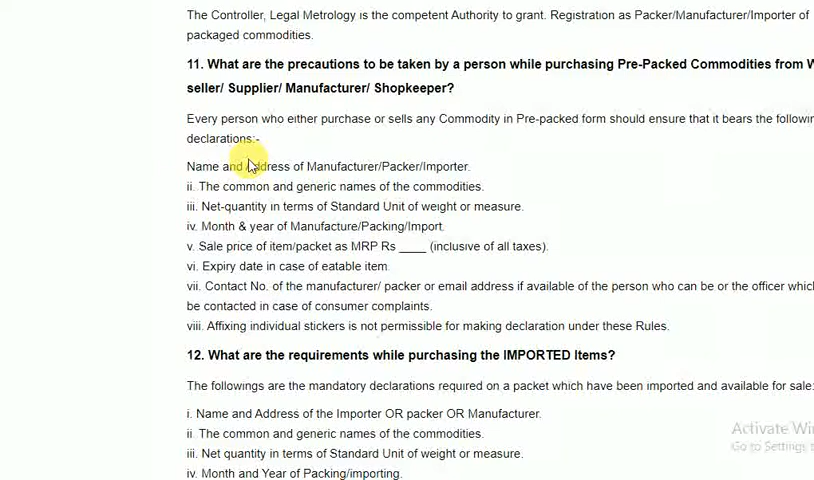 The Controller, Legal Metrology is the competent Authority to grant. Registration as Packer/Manufacturer/Importer of
packaged commodities.
11. What are the precautions to be taken by a person while purchasing Pre-Packed Commodities from
seller/ Supplier/ Manufacturer/ Shopkeeper?
Every person who either purchase or sells any Commodity in Pre-packed form should ensure that it bears the
declarations:-
Name and Address of Manufacturer/Packer/Importer.
ii. The common and generic names of the commodities.
iii. Net-quantity in terms of Standard Unit of weight or measure.
iv. Month & year of Manufacture/Packing/Import.
v. Sale price of item/packet as MRP Rs ____ (inclusive of all taxes).
vi. Expiry date in case of eatable item.
vii. Contact No. of the manufacturer/ packer or email address if available of the person who can be or the officer
be contacted in case of consumer complaints.
viii. Affixing individual stickers is not permissible for making declaration under these Rules.
12. What are the requirements while purchasing the IMPORTED Items?
The followings are the mandatory declarations required on a packet which have been imported and available for sale:
i. Name and Address of the Importer OR packer OR Manufacturer.
ii. The common and generic names of the commodities.
iii. Net quantity in terms of Standard Unit of weight or measure.
iv. Month and Year of Packing/importing.
Activate
Go to Settings